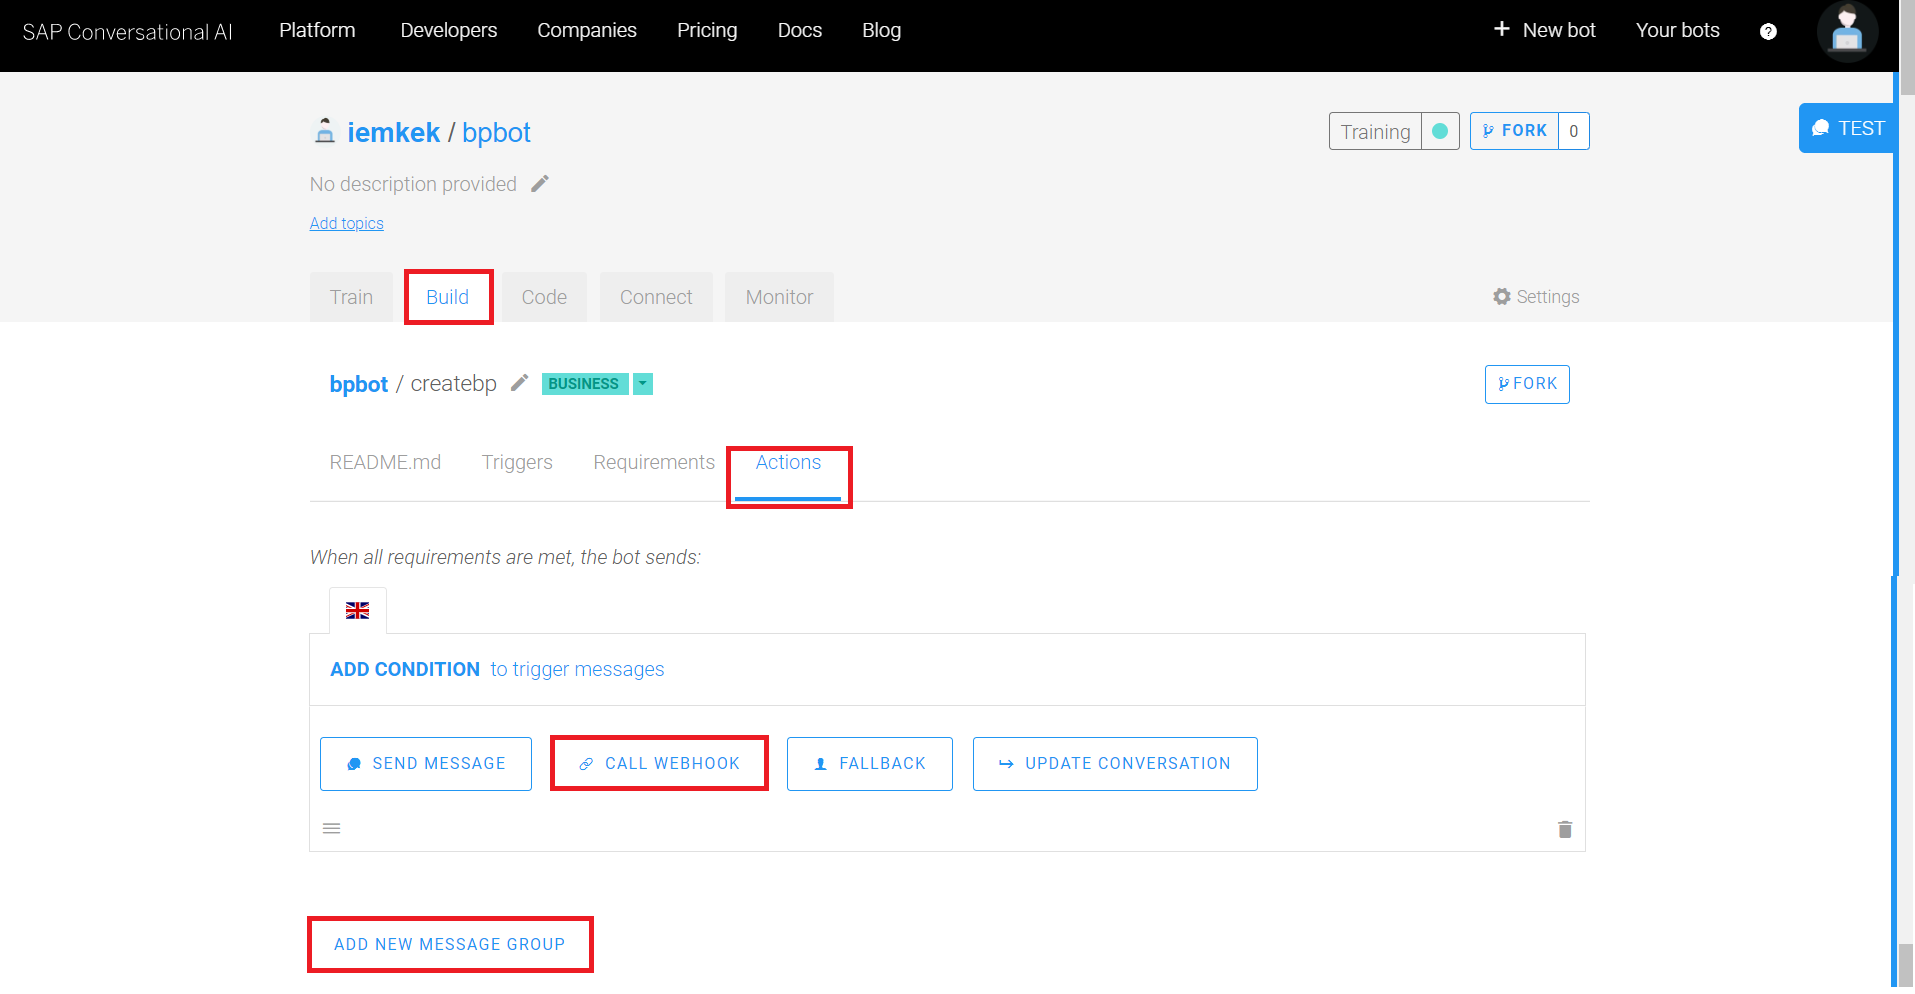 SAP Conversational AI Platform Developers Companies Pricing Docs Blog + New bot Your bots ?
iemkek / bpbot Training FORK 0 TEST
No description provided
Add topics
Train Build Code Connect Monitor Settings
bpbot / createbp BUSINESS FORK
README.md Triggers Requirements Actions
When all requirements are met, the bot sends:
ADD CONDITION to trigger messages
SEND MESSAGE CALL WEBHOOK FALLBACK UPDATE CONVERSATION
ADD NEW MESSAGE GROUP